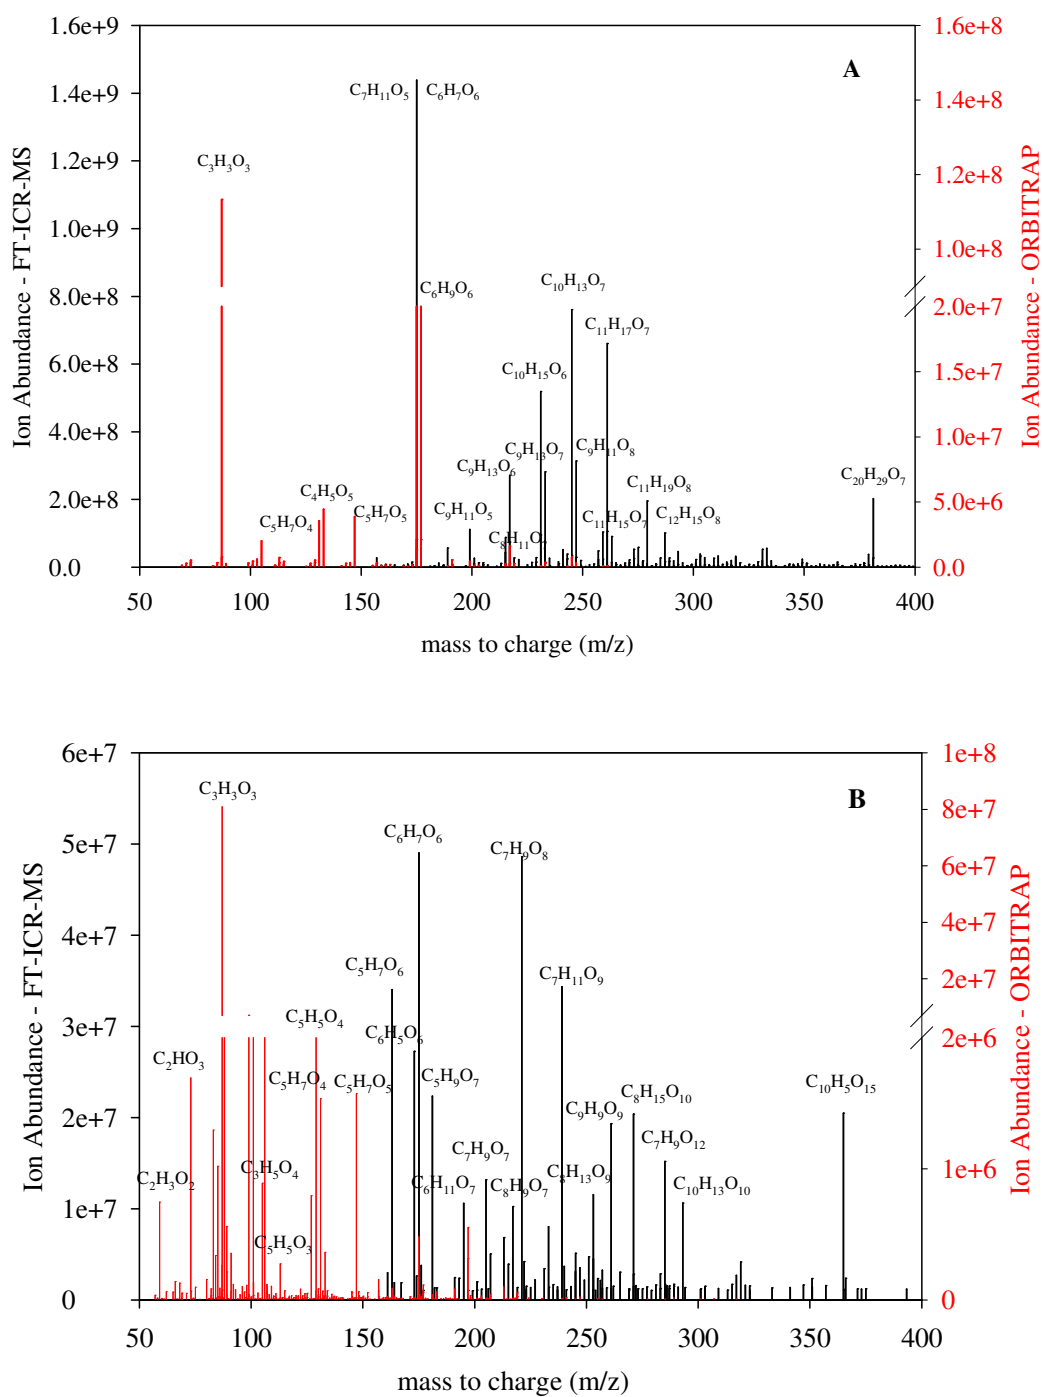 1.6e+9
1.6e+8
A
C7H11O5 C6H7O6
1.4e+9
1.4e+8
C3H3O3
1.2e+9
1.2e+8
1.0e+9
1.0e+8
C10H13O7
8.0e+8
C6H9O6
2.0e+7
C11H17O7
6.0e+8
C10H15O6
1.5e+7
4.0e+8
1.0e+7
C9H13O7 C9H11O8
C9H13O6
C20H29O7
C4H5O5
C11H19O8
2.0e+8
5.0e+6
C5H7O4 C5H7O5 C9H11O5
C11H15O7 C12H15O8
0.0
0.0
50 100 150 200 250 300 350 400
mass to charge (m/z)
Ion Abundance - FT-ICR-MS
Ion Abundance - ORBITRAP
6e+7
1e+8
B
C3H3O3
8e+7
5e+7
C6H7O6 C7H9O8
6e+7
4e+7
4e+7
C5H7O6 C7H11O9
2e+7
3e+7
C5H5O4
C6H5O6
2e+6
C2HO3
C5H7O4 C5H7O5 C5H9O7
C8H15O10
C10H5O15
2e+7
C9H9O9
C7H9O12
C7H9O7
C2H3O2 C3H5O4
C6H11O7 C8H9O7 C8H13O9
C10H13O10
1e+6
1e+7
C5H5O3
0
0
50 100 150 200 250 300 350 400
mass to charge (m/z)
Ion Abundance - FT-ICR-MS
Ion Abundance - ORBITRAP